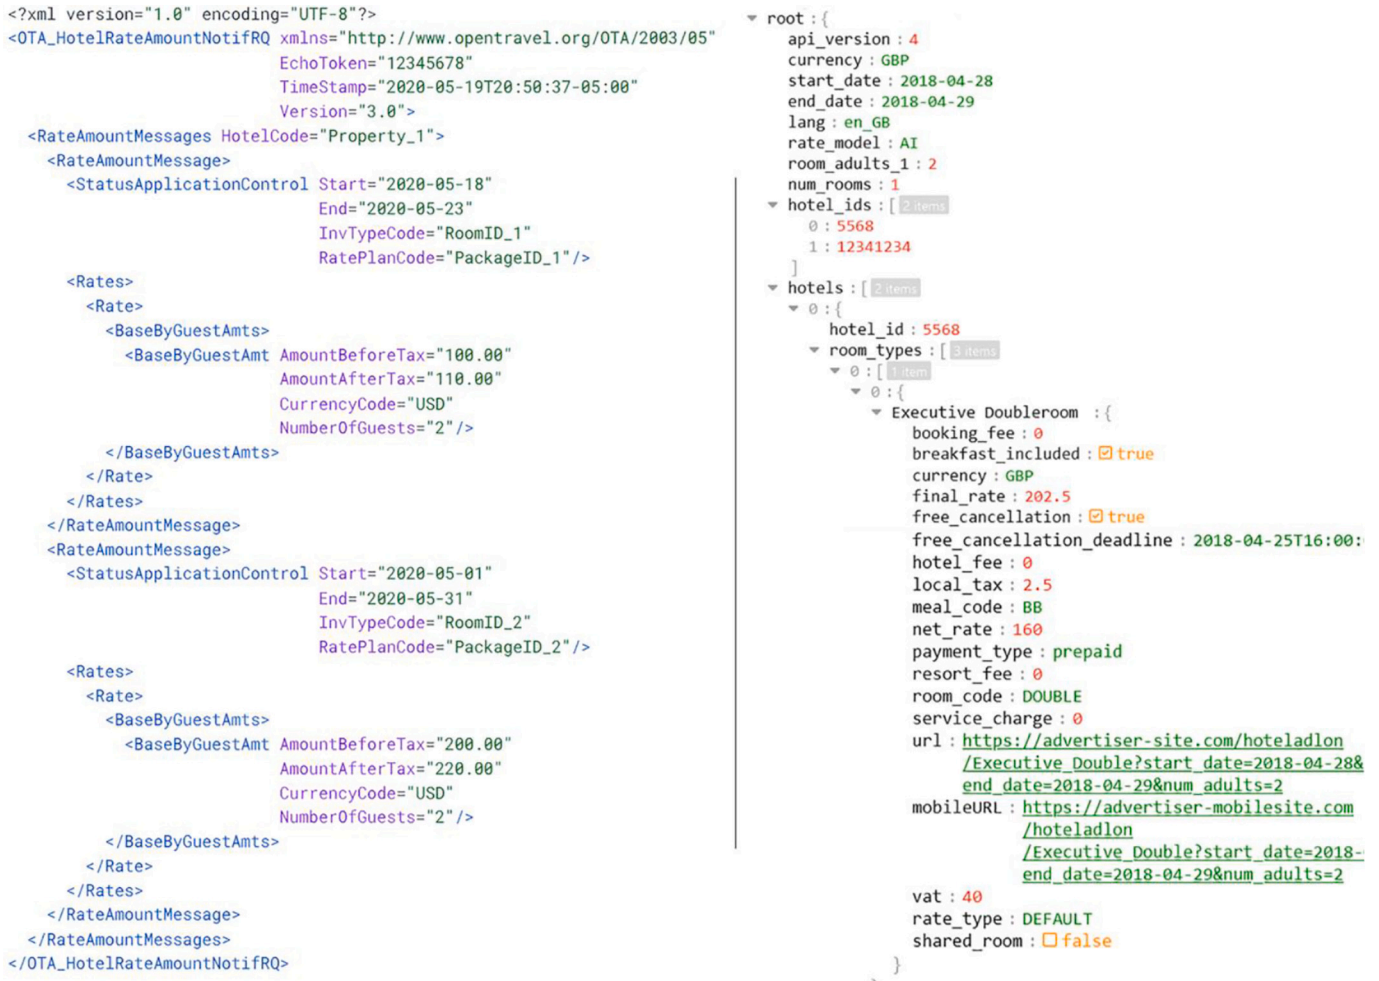 <?xml version="1.0" encoding="UTF-8"?>
<OTA_HotelRateAmountNotifRQ xmlns="http://www.opentravel.org/OTA/2003/05"
EchoToken="12345678"
TimeStamp="2020-05-19T20:50:37-05:00"
Version="3.0">
<RateAmountMessages HotelCode="Property_1">
<RateAmountMessage>
<StatusApplicationControl Start="2020-05-18"
End="2020-05-23"
InvTypeCode="RoomID_1"
RatePlanCode="PackageID_1"/>
<Rates>
<Rate>
<BaseByGuestAmts>
<BaseByGuestAmt AmountBeforeTax="100.00"
AmountAfterTax="110.00"
CurrencyCode="USD"
NumberOfGuests="2"/>
</BaseByGuestAmts>
</Rate>
</Rates>
</RateAmountMessage>
<RateAmountMessage>
<StatusApplicationControl Start="2020-05-01"
End="2020-05-31"
InvTypeCode="RoomID_2"
RatePlanCode="PackageID_2"/>
<Rates>
<Rate>
<BaseByGuestAmts>
<BaseByGuestAmt AmountBeforeTax="200.00"
AmountAfterTax="220.00"
CurrencyCode="USD"
NumberOfGuests="2"/>
</BaseByGuestAmts>
</Rate>
</Rates>
</RateAmountMessage>
</RateAmountMessages>
</OTA_HotelRateAmountNotifRQ>
root : {
api_version : 4
currency : GBP
start_date : 2018-04-28
end_date : 2018-04-29
lang : en_GB
rate_model : AI
room_adults_1 : 2
num_rooms : 1
hotel_ids : [ 2 items
0 : 5568
1 : 12341234
]
hotels : [ 2 items
0 : {
hotel_id : 5568
room_types : [ 3 items
0 : [ 1 item
0 : {
Executive Doubleroom : {
booking_fee : 0
breakfast_included : true
currency : GBP
final_rate : 202.5
free_cancellation : true
free_cancellation_deadline : 2018-04-25T16:00:
hotel_fee : 0
local_tax : 2.5
meal_code : BB
net_rate : 160
payment_type : prepaid
resort_fee : 0
room_code : DOUBLE
service_charge : 0
url : https://advertiser-site.com/hoteladlon
/Executive_Double?start_date=2018-04-28&
end_date=2018-04-29&num_adults=2
mobileURL : https://advertiser-mobilesite.com
/hoteladlon
/Executive_Double?start_date=2018-
end_date=2018-04-29&num_adults=2
vat : 40
rate_type : DEFAULT
shared_room : false
}